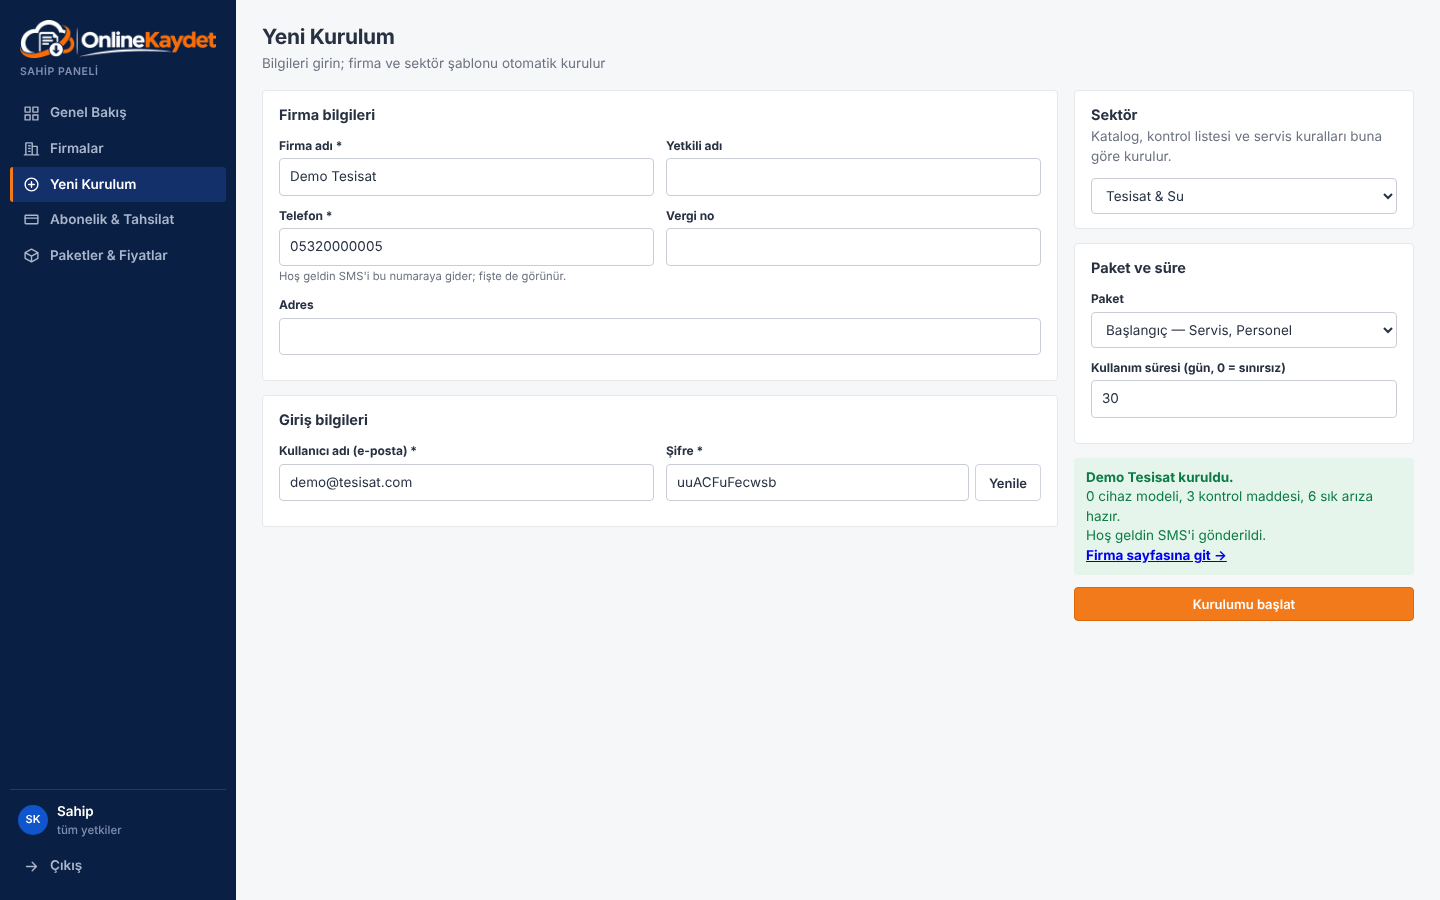 OnlineKaydet
SAHİP PANELİ
Genel Bakış
Firmalar
Yeni Kurulum
Abonelik & Tahsilat
Paketler & Fiyatlar
SK
Sahip
tüm yetkiler
Çıkış
Yeni Kurulum
Bilgileri girin; firma ve sektör şablonu otomatik kurulur
Firma bilgileri
Firma adı *
Yetkili adı
Demo Tesisat
Telefon *
Vergi no
05320000005
Hoş geldin SMS'i bu numaraya gider; fişte de görünür.
Adres
Giriş bilgileri
Kullanıcı adı (e-posta) *
Şifre *
demo@tesisat.com
uuACFuFecwsb
Yenile
Sektör
Katalog, kontrol listesi ve servis kuralları buna
göre kurulur.
Tesisat & Su
Paket ve süre
Paket
Başlangıç — Servis, Personel
Kullanım süresi (gün, 0 = sınırsız)
30
Demo Tesisat kuruldu.
0 cihaz modeli, 3 kontrol maddesi, 6 sık arıza
hazır.
Hoş geldin SMS'i gönderildi.
Firma sayfasına git →
Kurulumu başlat